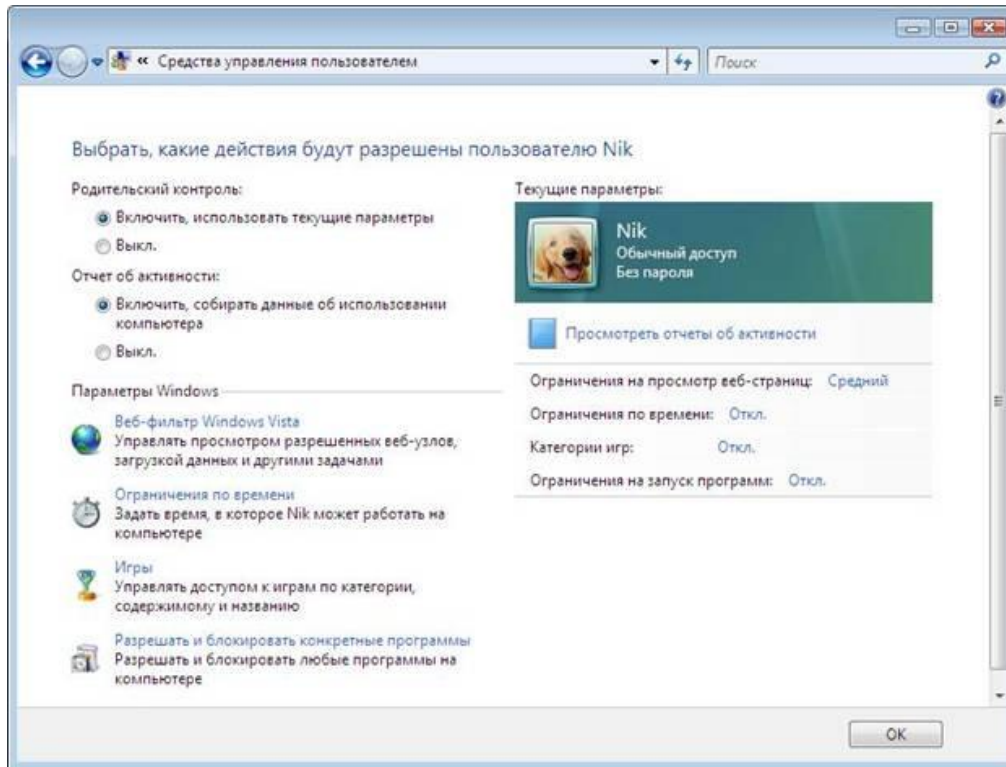 « Средства управления пользователем
Поиск
Выбрать, какие действия будут разрешены пользователю Nik
Родительский контроль:
Включить, использовать текущие параметры
Выкл.
Отчет об активности:
Включить, собирать данные об использовании
компьютера
Выкл.
Параметры Windows
Веб-фильтр Windows Vista
Управлять просмотром разрешенных веб-узлов,
загрузкой данных и другими задачами
Ограничения по времени
Задать время, в которое Nik может работать на
компьютере
Игры
Управлять доступом к играм по категории,
содержимому и названию
Разрешать и блокировать конкретные программы
Разрешать и блокировать любые программы на
компьютере
Текущие параметры:
Nik
Обычный доступ
Без пароля
Просмотреть отчеты об активности
Ограничения на просмотр веб-страниц: Средний
Ограничения по времени: Откл.
Категории игр: Откл.
Ограничения на запуск программ: Откл.
OK